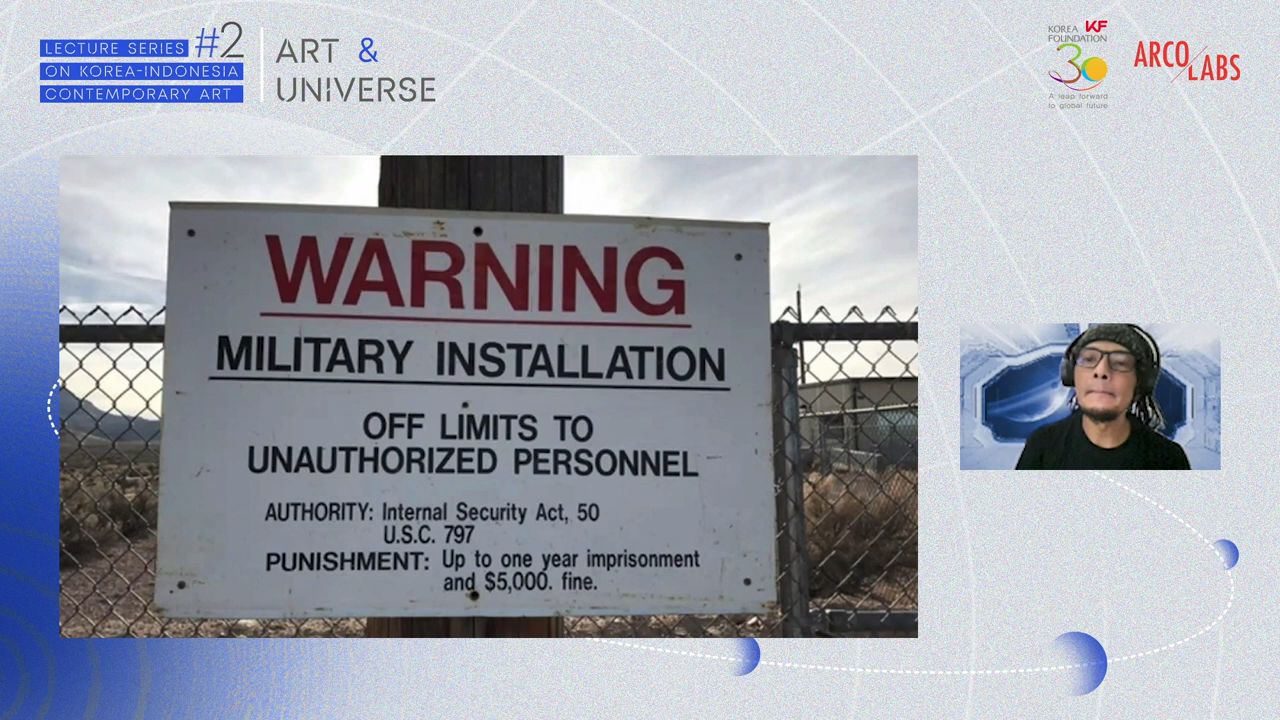 LECTURE SERIES #2
ON KOREA-INDONESIA
CONTEMPORARY ART
ART &
UNIVERSE
KOREA KF
FOUNDATION
30
A leap forward
to global future
ARCO LABS
WARNING
MILITARY INSTALLATION
OFF LIMITS TO
UNAUTHORIZED PERSONNEL
AUTHORITY: Internal Security Act, 50
U.S.C. 797
PUNISHMENT: Up to one year imprisonment
and $5,000. fine.